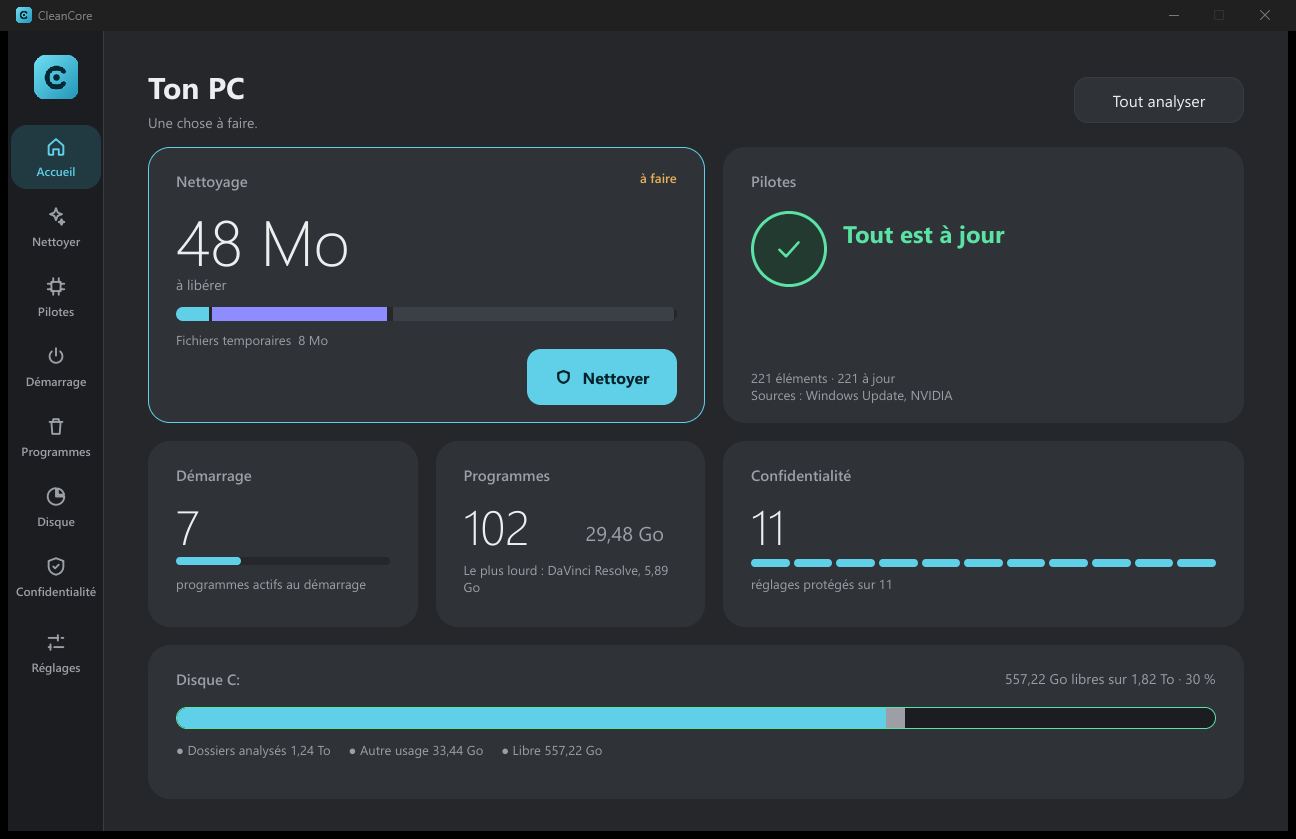 CleanCore
Ton PC
Une chose à faire.
Tout analyser
Accueil
Nettoyer
Pilotes
Démarrage
Programmes
Disque
Confidentialité
Réglages
Nettoyage
à faire
48 Mo
à libérer
Fichiers temporaires 8 Mo
Nettoyer
Pilotes
Tout est à jour
221 éléments · 221 à jour
Sources : Windows Update, NVIDIA
Démarrage
7
programmes actifs au démarrage
Programmes
102 29,48 Go
Le plus lourd : DaVinci Resolve, 5,89
Go
Confidentialité
11
réglages protégés sur 11
Disque C:
557,22 Go libres sur 1,82 To · 30 %
● Dossiers analysés 1,24 To ● Autre usage 33,44 Go ● Libre 557,22 Go